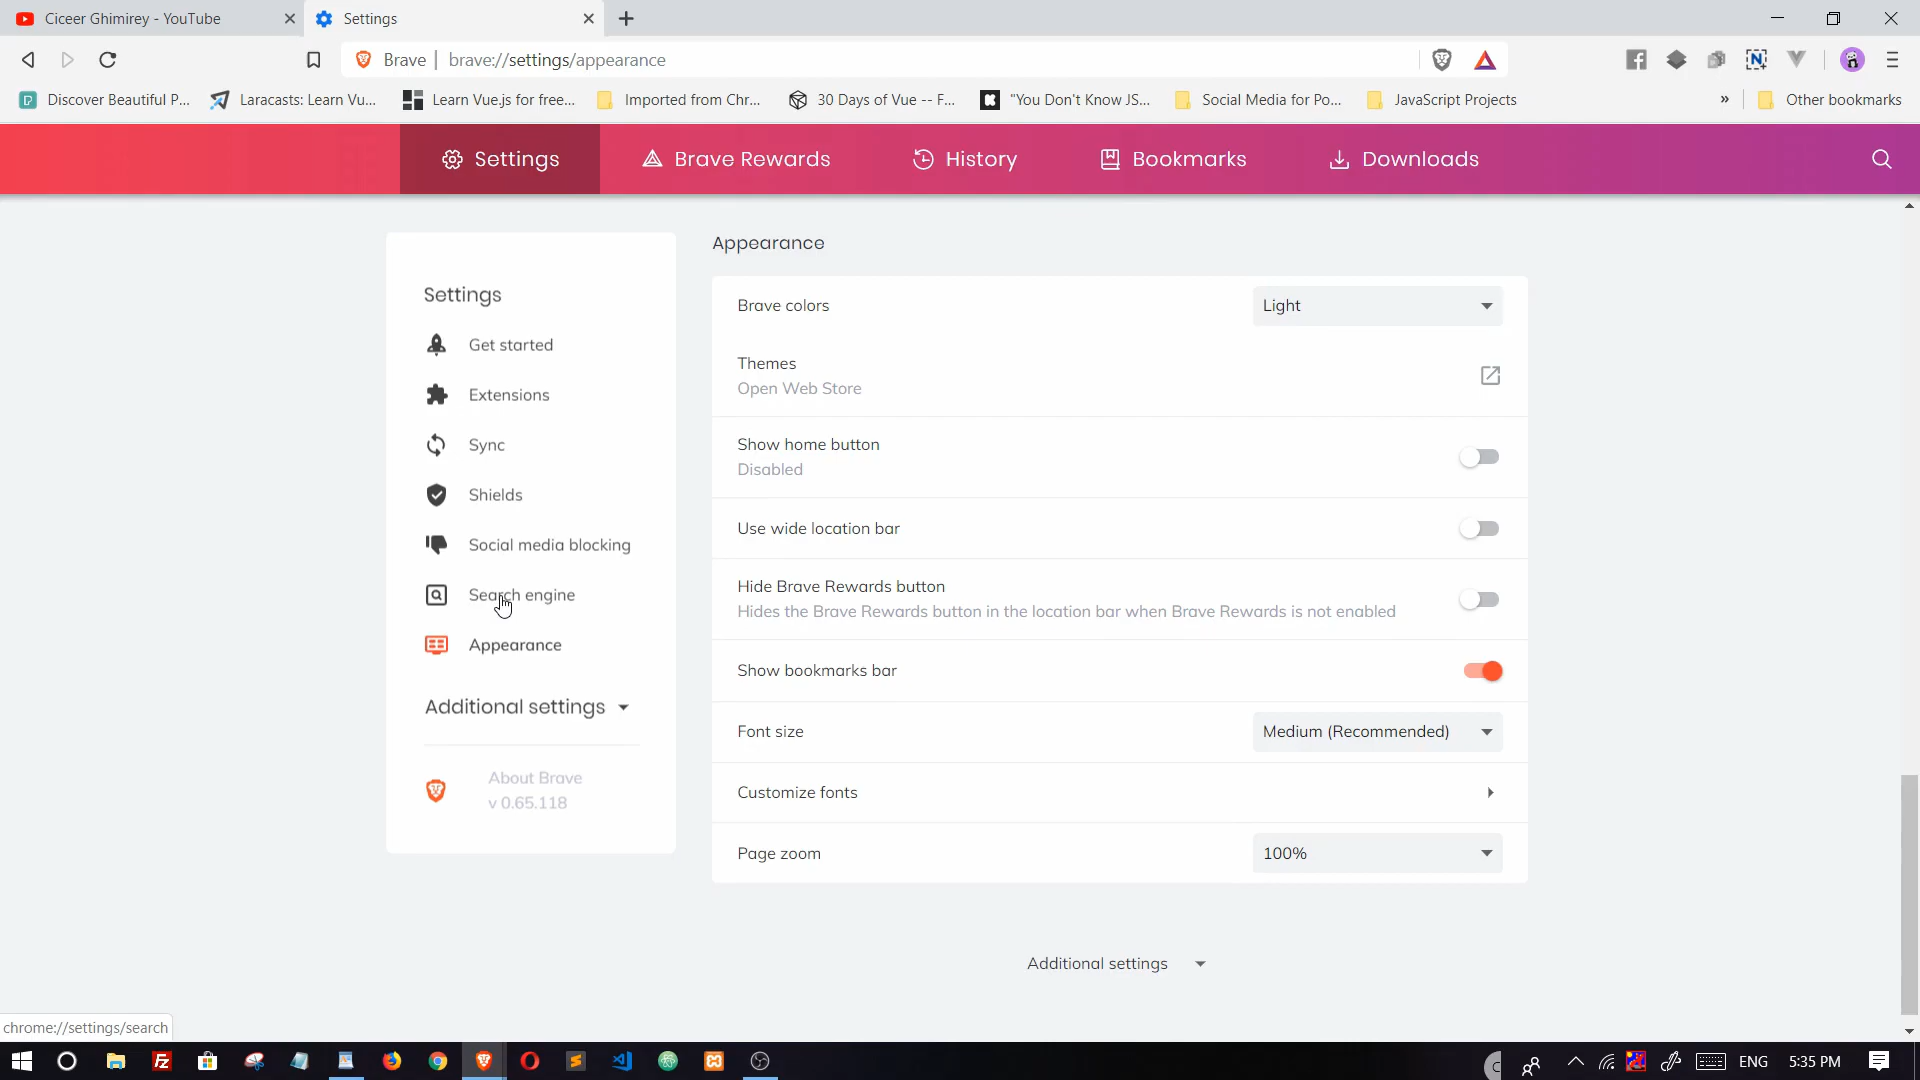 Ciceer Ghimirey - YouTube
Settings
Brave
brave://settings/appearance
Discover Beautiful P...
Laracasts: Learn Vu...
Learn Vue.js for free...
Imported from Chr...
30 Days of Vue -- F...
"You Don't Know JS...
Social Media for Po...
JavaScript Projects
»
Other bookmarks
Settings
Brave Rewards
History
Bookmarks
Downloads
Settings
Get started
Extensions
Sync
Shields
Social media blocking
Search engine
Appearance
Additional settings
About Brave
v 0.65.118
Appearance
Brave colors
Light
Themes
Open Web Store
Show home button
Disabled
Use wide location bar
Hide Brave Rewards button
Hides the Brave Rewards button in the location bar when Brave Rewards is not enabled
Show bookmarks bar
Font size
Medium (Recommended)
Customize fonts
Page zoom
100%
Additional settings
chrome://settings/search
ENG
5:35 PM